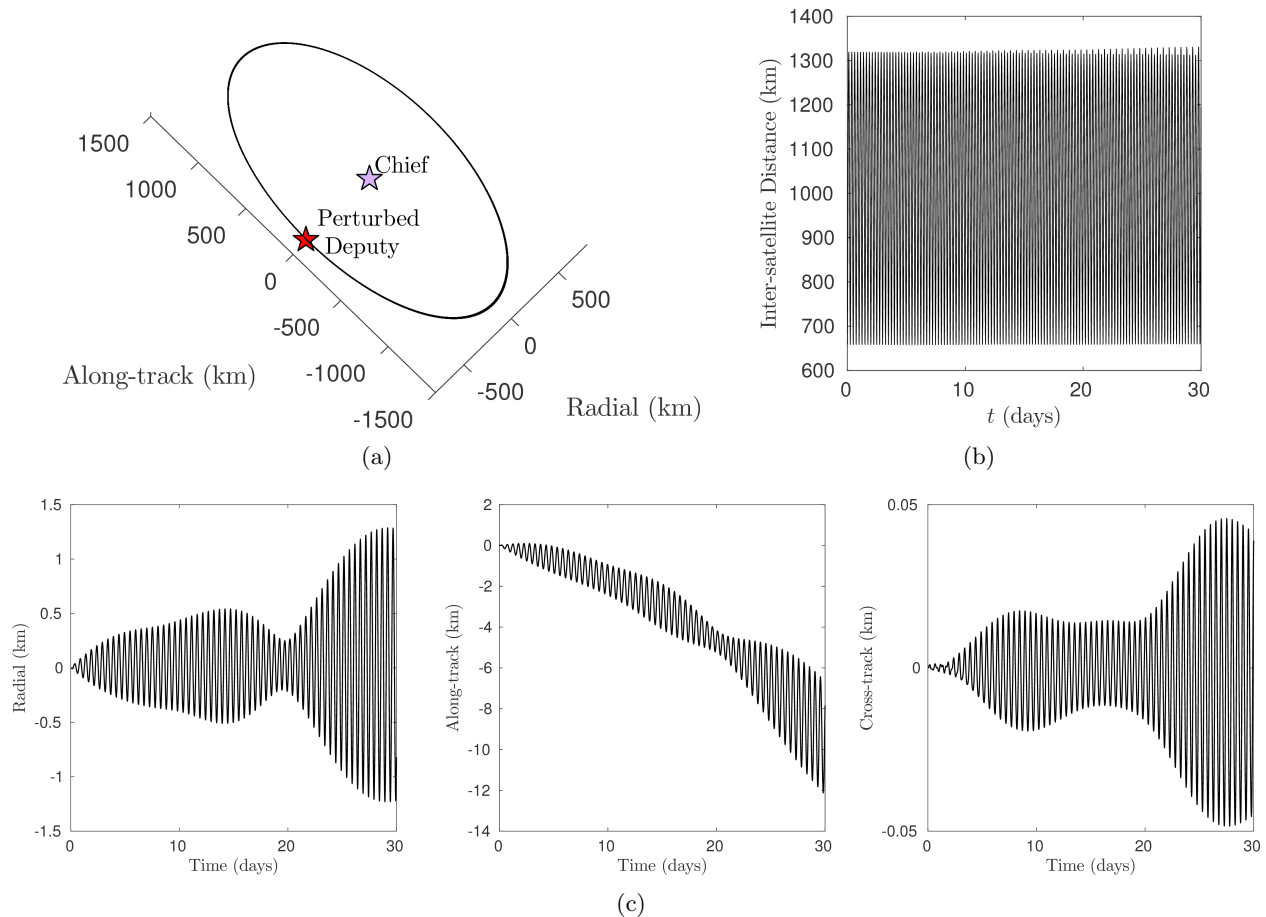 1500
1000
500
0
-500
-1000
-1500
Along-track (km)
-500
0
500
Radial (km)
Chief
Perturbed
Deputy
(a)
1400
1300
1200
1100
1000
900
800
700
600
Inter-satellite Distance (km)
0 10 20 30
t (days)
(b)
1.5
1
0.5
0
-0.5
-1
-1.5
Radial (km)
0 10 20 30
Time (days)
2
0
-2
-4
-6
-8
-10
-12
-14
Along-track (km)
0 10 20 30
Time (days)
0.05
0
-0.05
Cross-track (km)
0 10 20 30
Time (days)
(c)